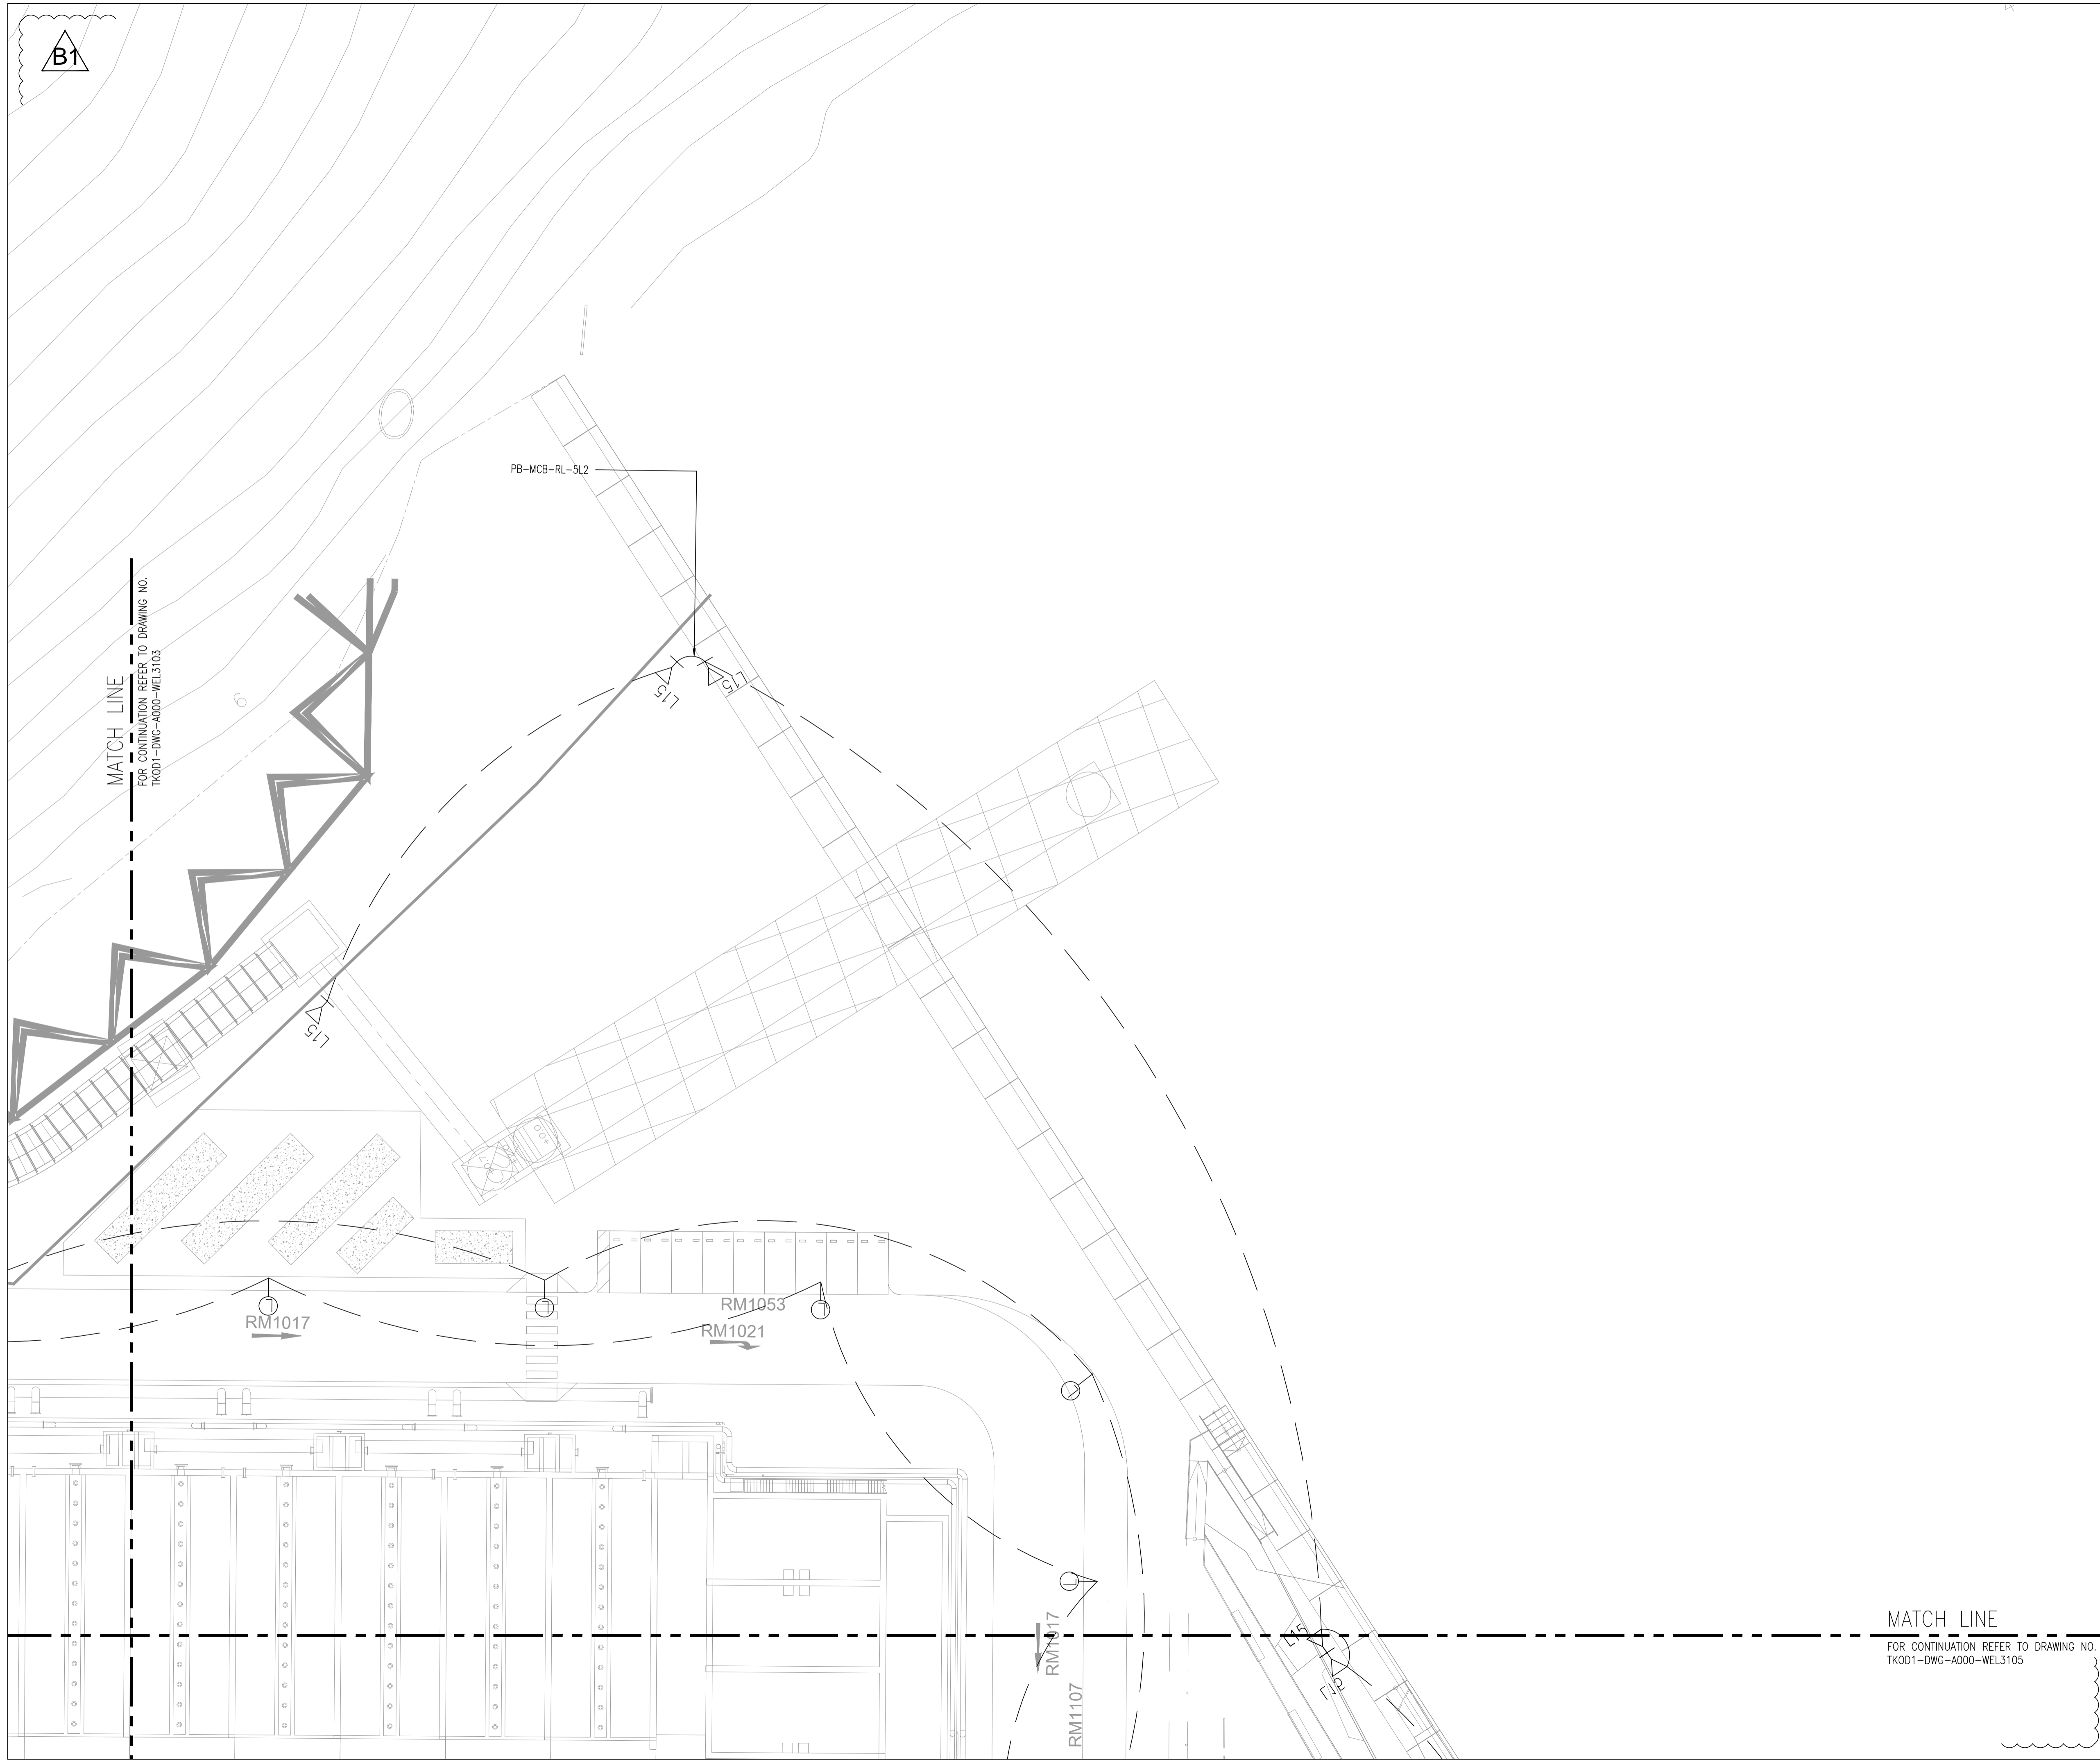 B1
PB-MCB-RL-5L2
MATCH LINE
FOR CONTINUATION REFER TO DRAWING NO.
TKOD1-DWG-A000-WEL3103
L15
L15
6
L15
L
L
L
RM1053
RM1017
RM1021
L
L
RM1017
RM1107
L15
L15
MATCH LINE
FOR CONTINUATION REFER TO DRAWING NO.
TKOD1-DWG-A000-WEL3105